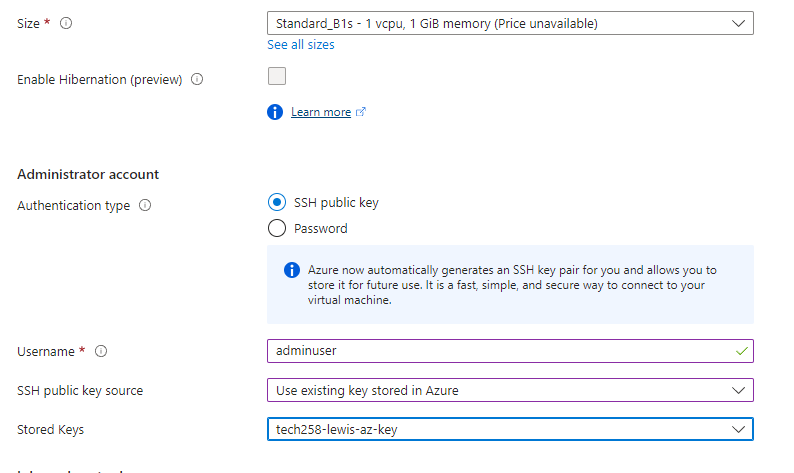 Size * Standard_B1s - 1 vcpu, 1 GiB memory (Price unavailable)
See all sizes
Enable Hibernation (preview)
Learn more
Administrator account
Authentication type SSH public key
Password
Azure now automatically generates an SSH key pair for you and allows you to
store it for future use. It is a fast, simple, and secure way to connect to your
virtual machine.
Username * adminuser
SSH public key source Use existing key stored in Azure
Stored Keys tech258-lewis-az-key